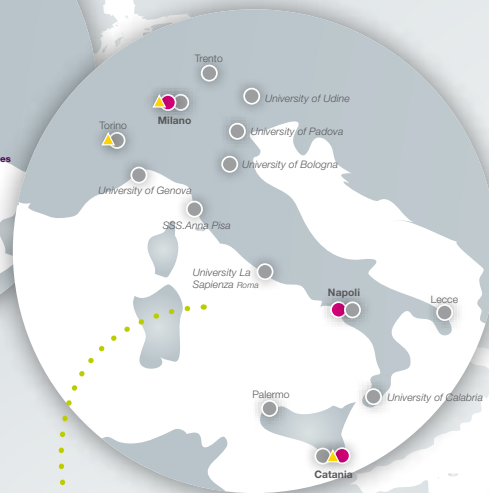 Trento
University of Udine
Milano
Torino
University of Padova
es
University of Bologna
University of Genova
SSS.Anna Pisa
University La
Sapienza Roma
Napoli
Lecce
Palermo
University of Calabria
Catania